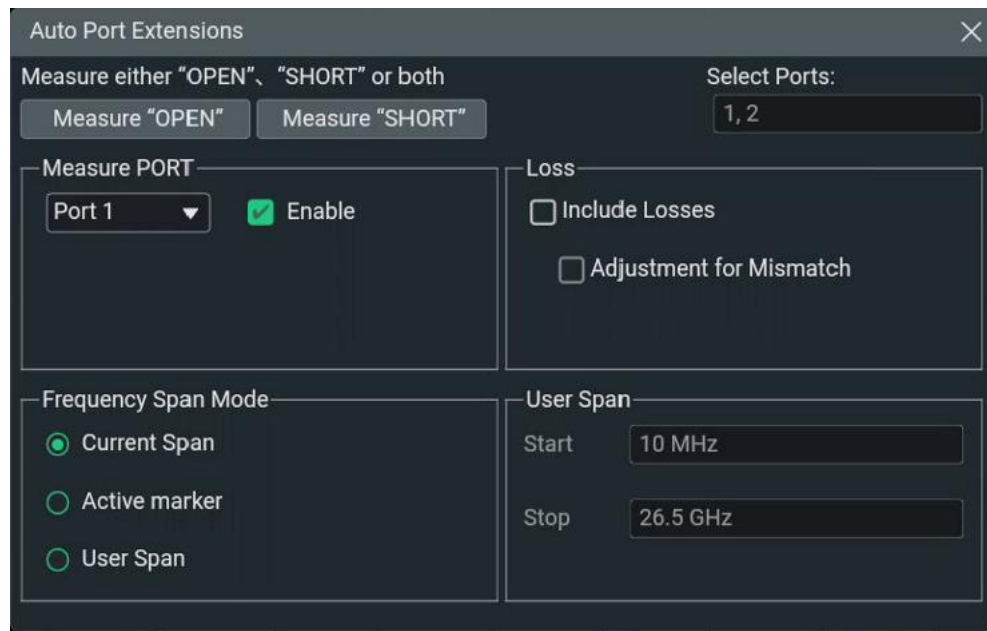 Auto Port Extensions
Measure either “OPEN”、“SHORT” or both
Select Ports:
Measure “OPEN”
Measure “SHORT”
1, 2
Measure PORT
Port 1
Enable
Loss
Include Losses
Adjustment for Mismatch
Frequency Span Mode
Current Span
Active marker
User Span
User Span
Start
10 MHz
Stop
26.5 GHz